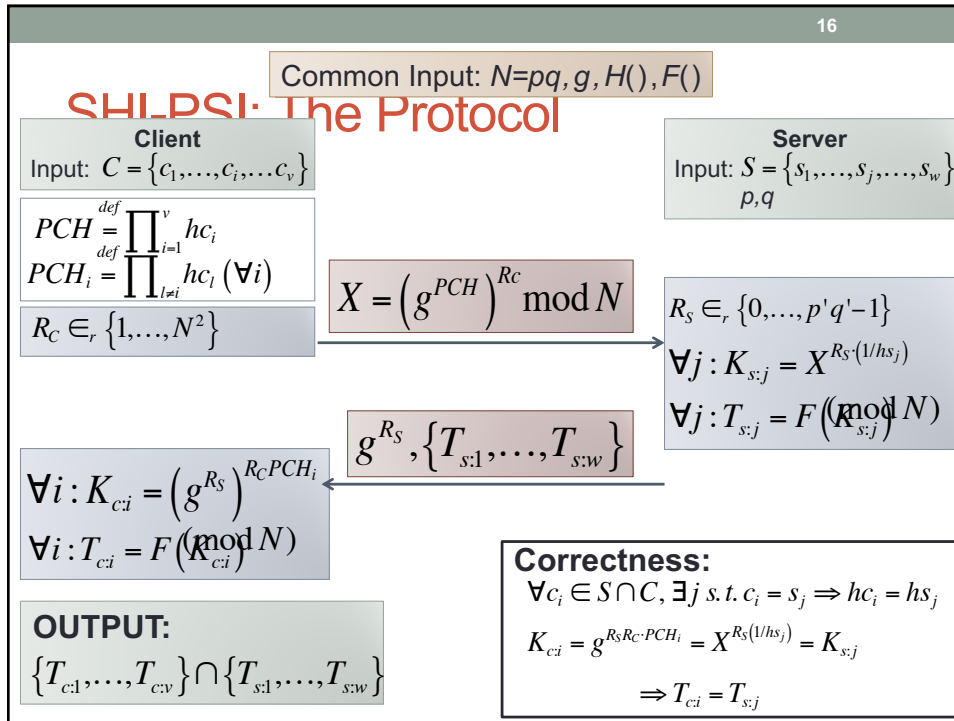 16
Common Input: N=pq, g, H(), F()
SHI-PSI: The Protocol
Client
Input: C = {c_1,…,c_i,…c_v}
Server
Input: S = {s_1,…,s_j,…,s_w}
p,q
PCH \overset{def}{=} ∏_{i=1}^{v} hc_i
PCH_i \overset{def}{=} ∏_{l≠i} hc_l (∀i)
R_C ∈_r {1,…,N^2}
X = (g^{PCH})^{Rc} mod N
R_S ∈_r {0,…,p'q'−1}
∀j : K_{s:j} = X^{R_S·(1/hs_j)} (mod N)
∀j : T_{s:j} = F(K_{s:j})
g^{R_S}, {T_{s:1},…,T_{s:w}}
∀i : K_{c:i} = (g^{R_S})^{R_C PCH_i} (mod N)
∀i : T_{c:i} = F(K_{c:i})
OUTPUT:
{T_{c:1},…,T_{c:v}} ∩ {T_{s:1},…,T_{s:w}}
Correctness:
∀c_i ∈ S∩C, ∃j s.t. c_i = s_j ⇒ hc_i = hs_j
K_{c:i} = g^{R_S R_C·PCH_i} = X^{R_S(1/hs_j)} = K_{s:j}
⇒ T_{c:i} = T_{s:j}